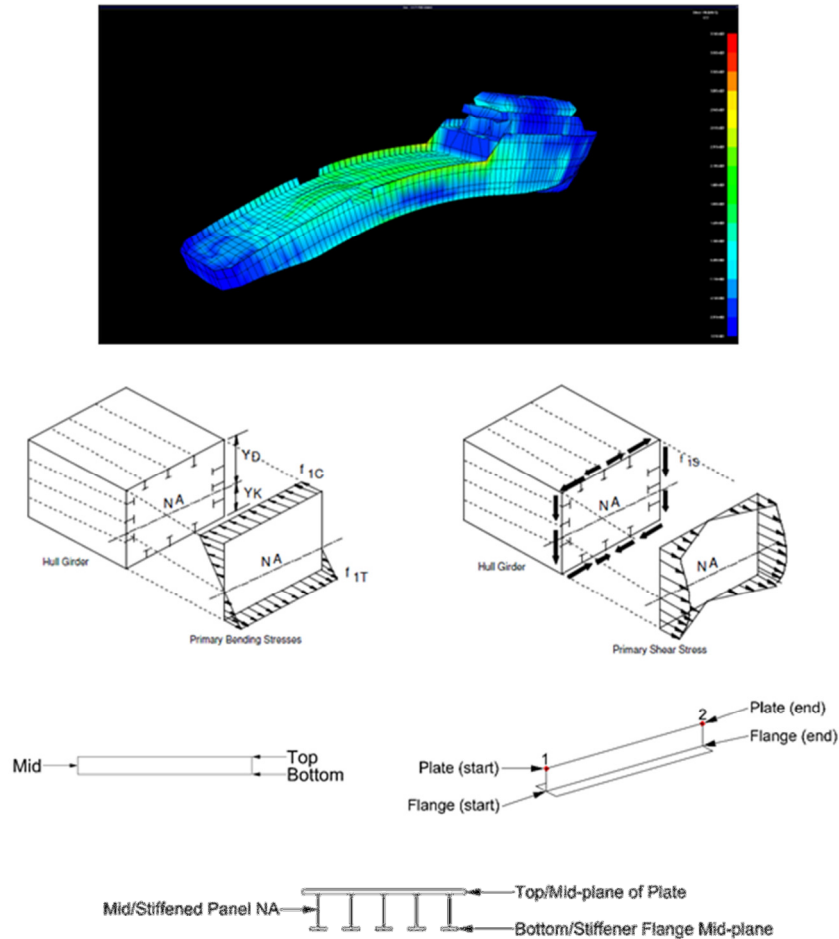 YD
f 1C
YK
NA
NA
Hull Girder
f 1T
Primary Bending Stresses
f 1S
NA
NA
Hull Girder
Primary Shear Stress
Mid
Top
Bottom
1
2
Plate (start)
Flange (start)
Plate (end)
Flange (end)
Mid/Stiffened Panel NA
Top/Mid-plane of Plate
Bottom/Stiffener Flange Mid-plane